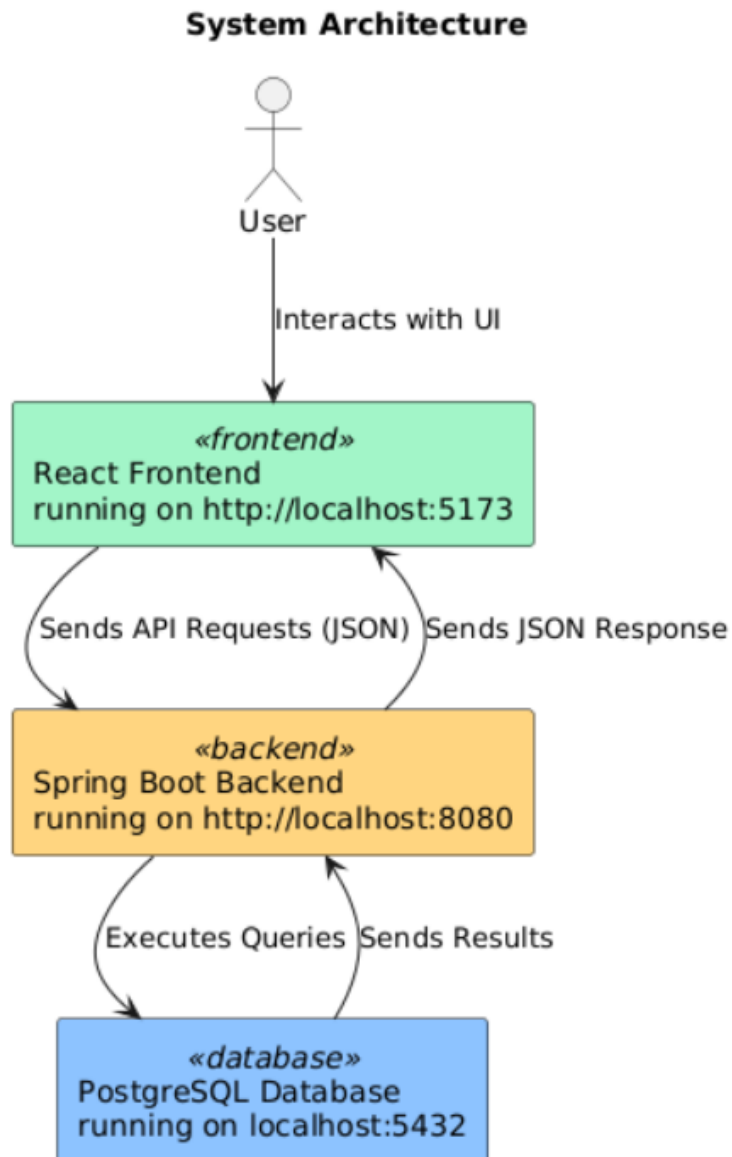 System Architecture
User
Interacts with UI
«frontend»
React Frontend
running on http://localhost:5173
Sends API Requests (JSON)
Sends JSON Response
«backend»
Spring Boot Backend
running on http://localhost:8080
Executes Queries
Sends Results
«database»
PostgreSQL Database
running on localhost:5432